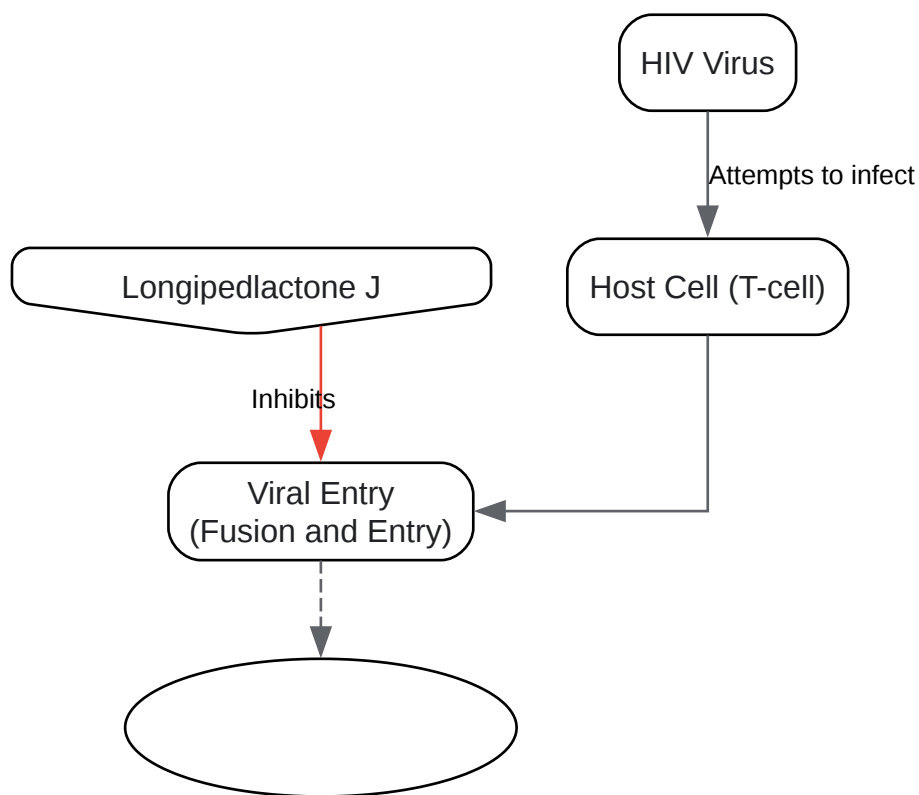 HIV Virus
Attempts to infect
Longipedlactone J
Host Cell (T-cell)
Inhibits
Viral Entry
(Fusion and Entry)